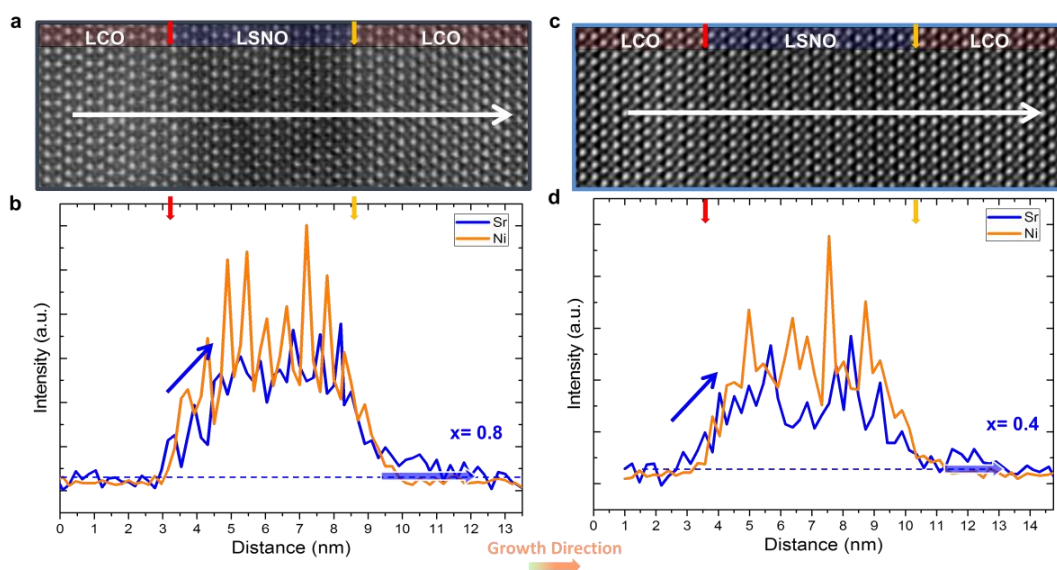 a
LCO LSNO LCO
c
LCO LSNO LCO
b
Sr
Ni
Intensity (a.u.)
x= 0.8
0 1 2 3 4 5 6 7 8 9 10 11 12 13
Distance (nm)
d
Sr
Ni
Intensity (a.u.)
x= 0.4
0 1 2 3 4 5 6 7 8 9 10 11 12 13 14
Distance (nm)
Growth Direction